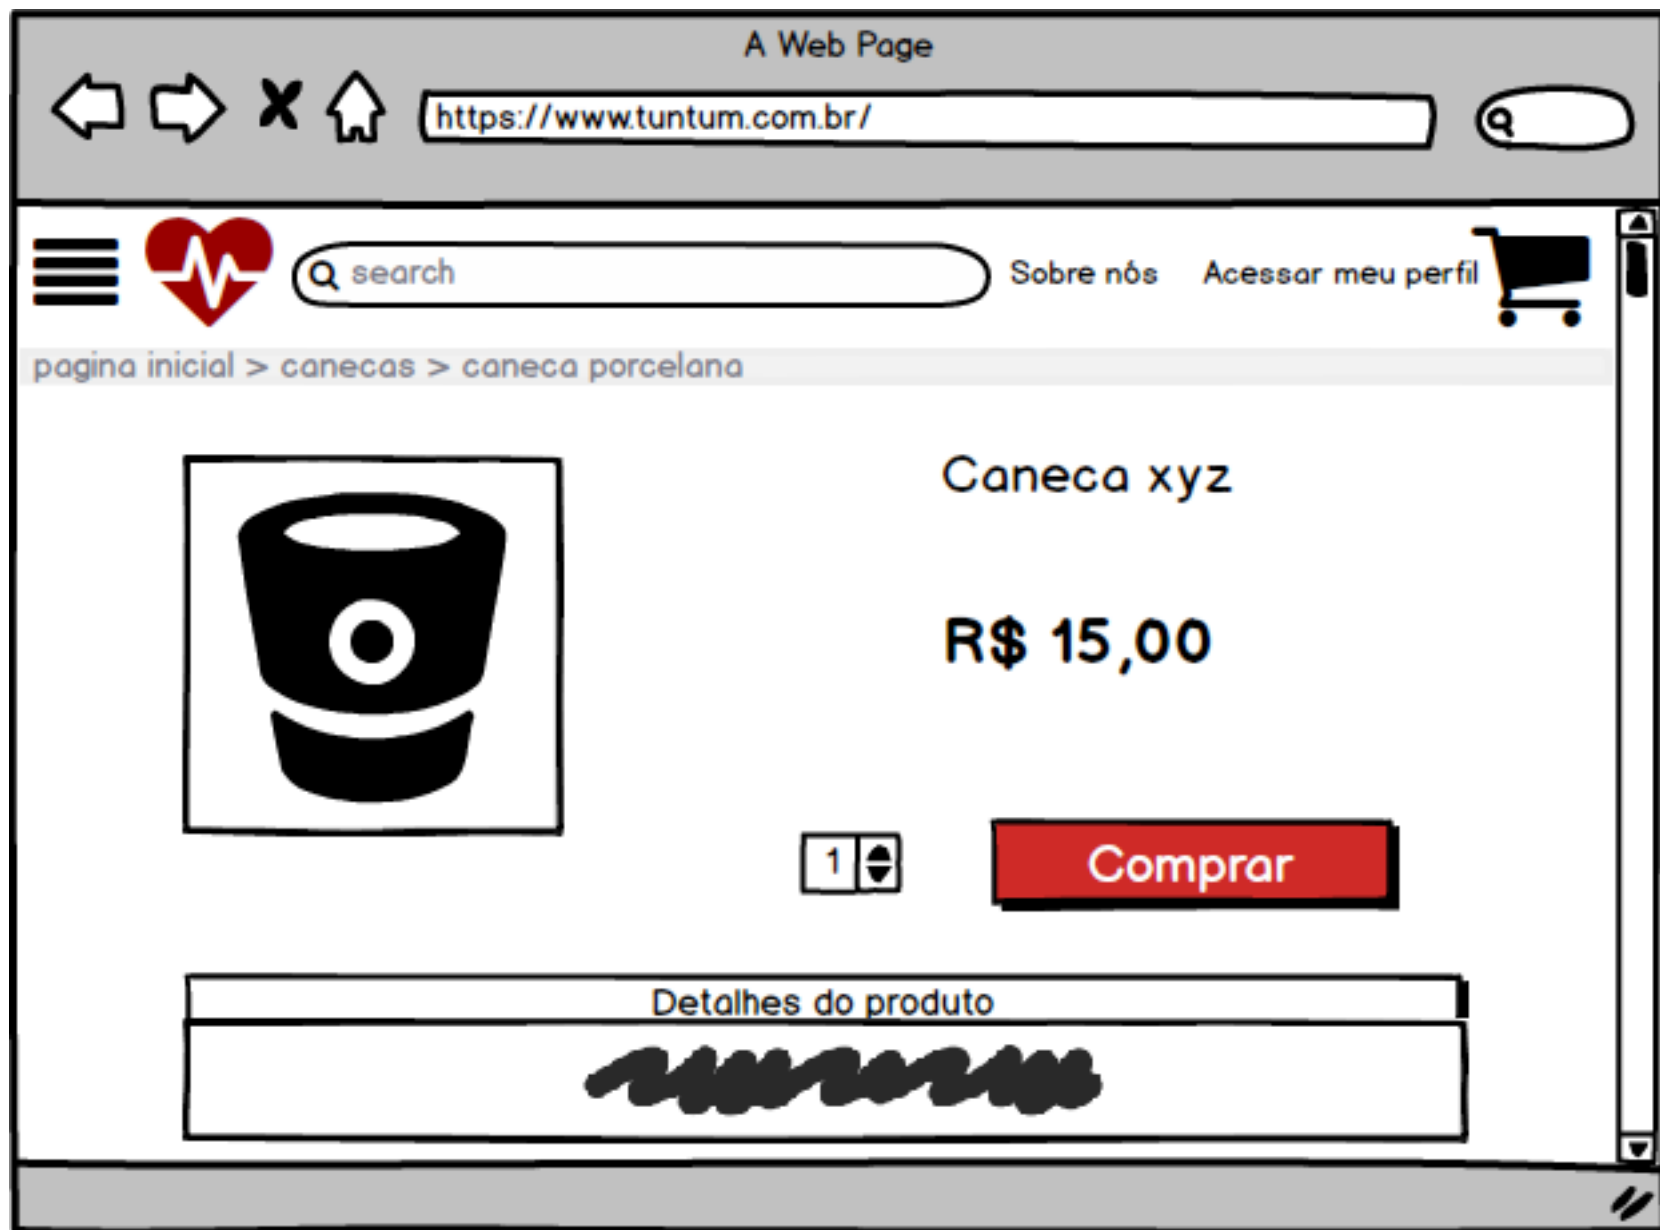 A Web Page
https://www.tuntum.com.br/
search
Sobre nós
Acessar meu perfil
pagina inicial > canecas > caneca porcelana
Caneca xyz
R$ 15,00
1
Comprar
Detalhes do produto